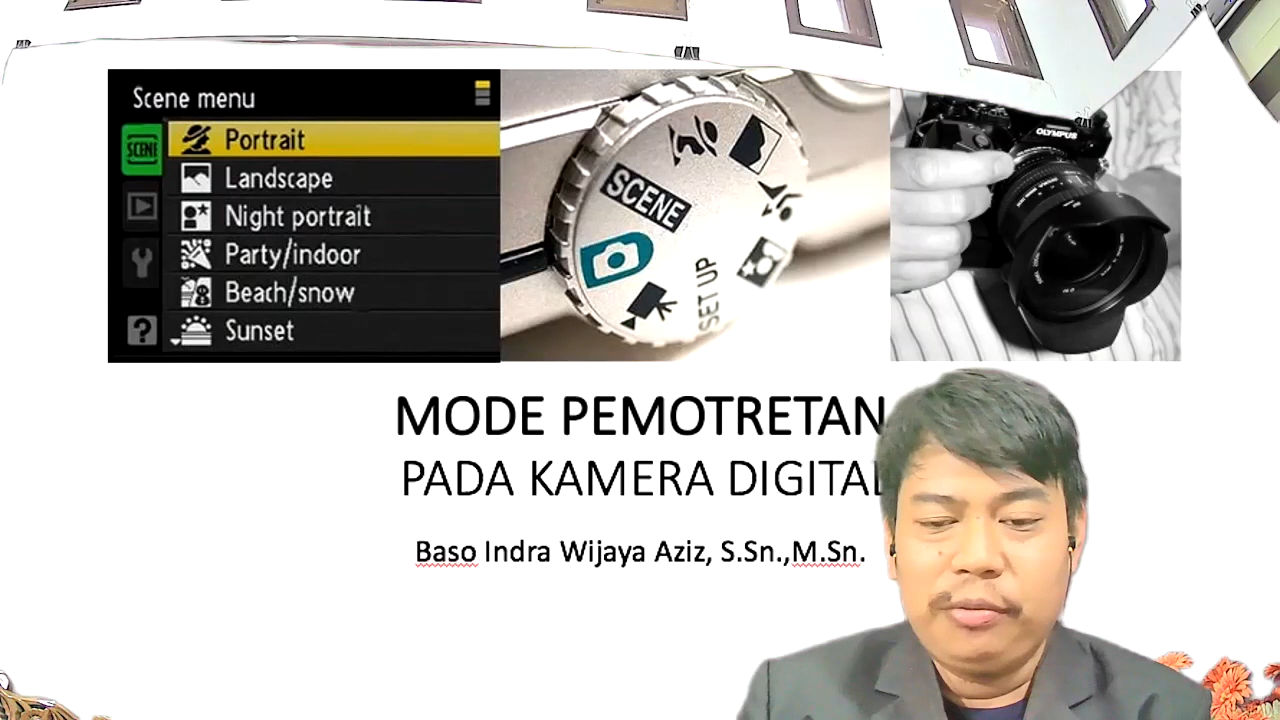 Scene menu
SCENE
Portrait
Landscape
Night portrait
Party/indoor
Beach/snow
Sunset
?
SCENE
SET UP
OLYMPUS
MODE PEMOTRETAN
PADA KAMERA DIGITAL
Baso Indra Wijaya Aziz, S.Sn.,M.Sn.